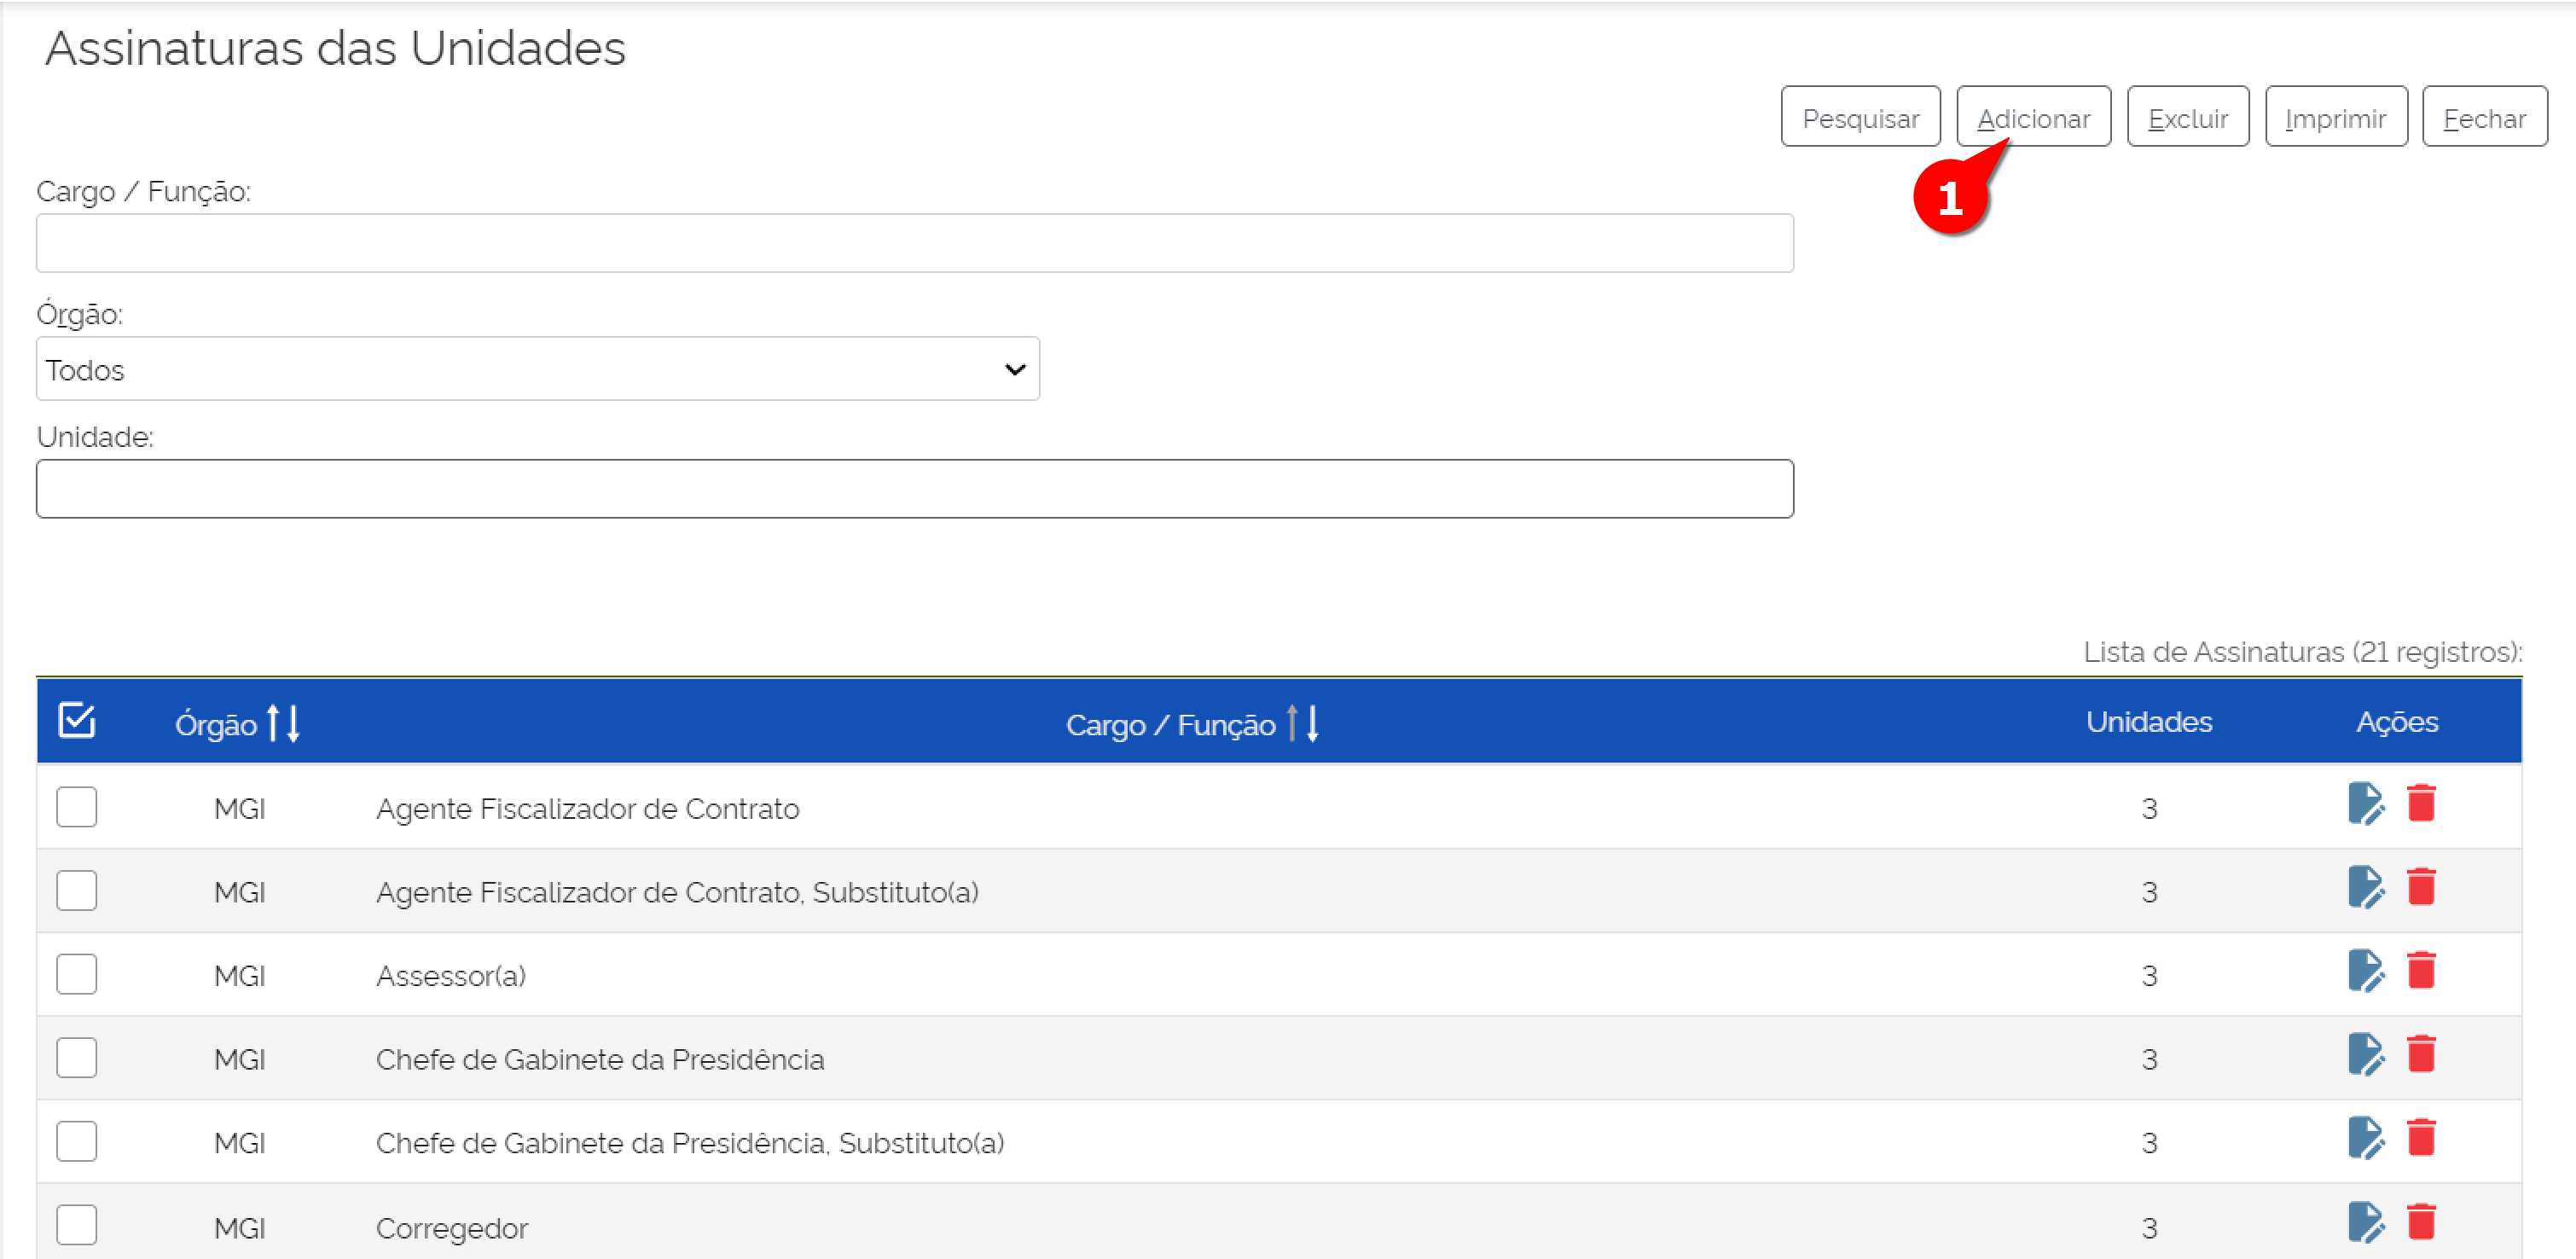 Assinaturas das Unidades
Pesquisar Adicionar Excluir Imprimir Fechar
1
Cargo / Função:
Órgão:
Todos
Unidade:
Lista de Assinaturas (21 registros):
Órgão Cargo / Função Unidades Ações
MGI Agente Fiscalizador de Contrato 3
MGI Agente Fiscalizador de Contrato, Substituto(a) 3
MGI Assessor(a) 3
MGI Chefe de Gabinete da Presidência 3
MGI Chefe de Gabinete da Presidência, Substituto(a) 3
MGI Corregedor 3